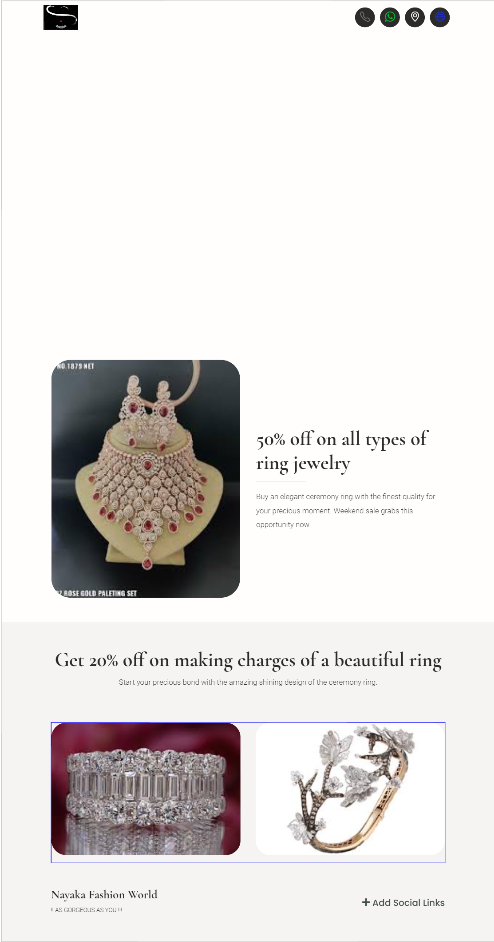 NO.1879 NET
50% off on all types of
ring jewelry
Buy an elegant ceremony ring with the finest quality for
your precious moment. Weekend sale grabs this
opportunity now
ROSE GOLD PALETING SET
Get 20% off on making charges of a beautiful ring
Start your precious bond with the amazing shining design of the ceremony ring.
Nayaka Fashion World
!! AS GORGEOUS AS YOU !!!
+ Add Social Links